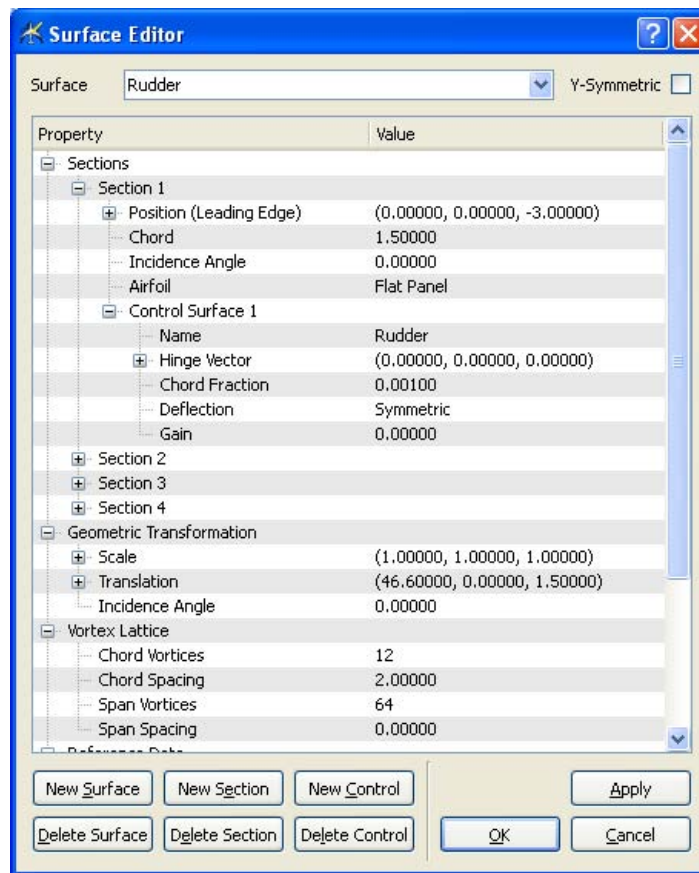 Surface Editor
Surface Rudder Y-Symmetric
Property Value
Sections
Section 1
Position (Leading Edge) (0.00000, 0.00000, -3.00000)
Chord 1.50000
Incidence Angle 0.00000
Airfoil Flat Panel
Control Surface 1
Name Rudder
Hinge Vector (0.00000, 0.00000, 0.00000)
Chord Fraction 0.00100
Deflection Symmetric
Gain 0.00000
Section 2
Section 3
Section 4
Geometric Transformation
Scale (1.00000, 1.00000, 1.00000)
Translation (46.60000, 0.00000, 1.50000)
Incidence Angle 0.00000
Vortex Lattice
Chord Vortices 12
Chord Spacing 2.00000
Span Vortices 64
Span Spacing 0.00000
Reference Data
New Surface New Section New Control Apply
Delete Surface Delete Section Delete Control OK Cancel